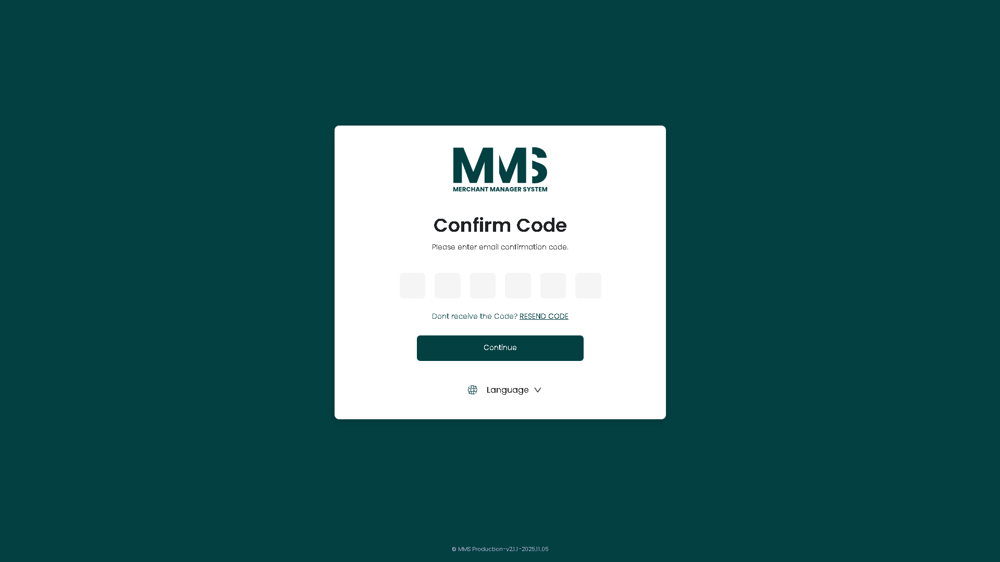 MMS
MERCHANT MANAGER SYSTEM
Confirm Code
Please enter email confirmation code.
Dont receive the Code? RESEND CODE
Continue
Language
© MMS Production-v2.1.1-2025.11.05